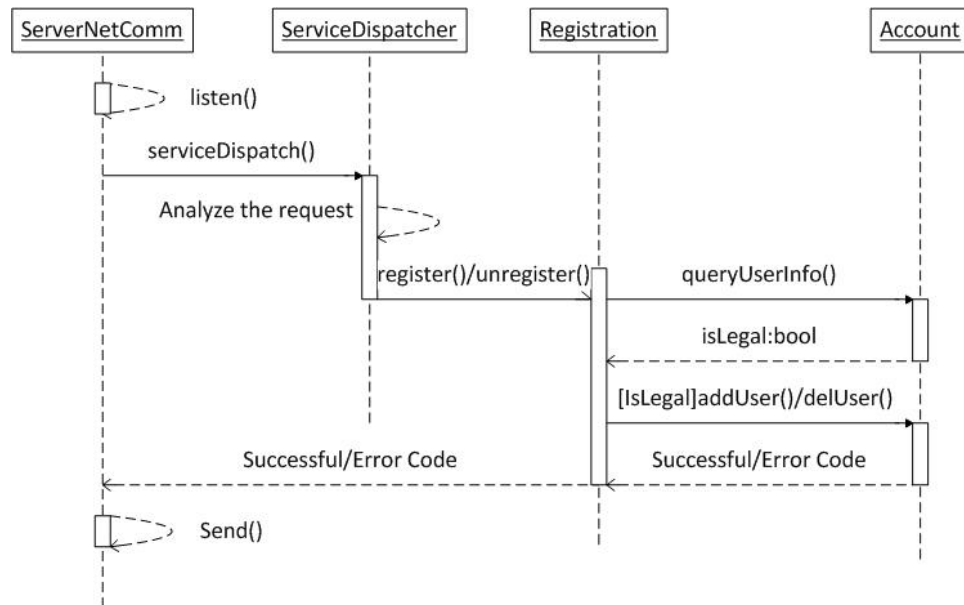 ServerNetComm
ServiceDispatcher
Registration
Account
listen()
serviceDispatch()
Analyze the request
register()/unregister()
queryUserInfo()
isLegal:bool
[IsLegal]addUser()/delUser()
Successful/Error Code
Successful/Error Code
Send()